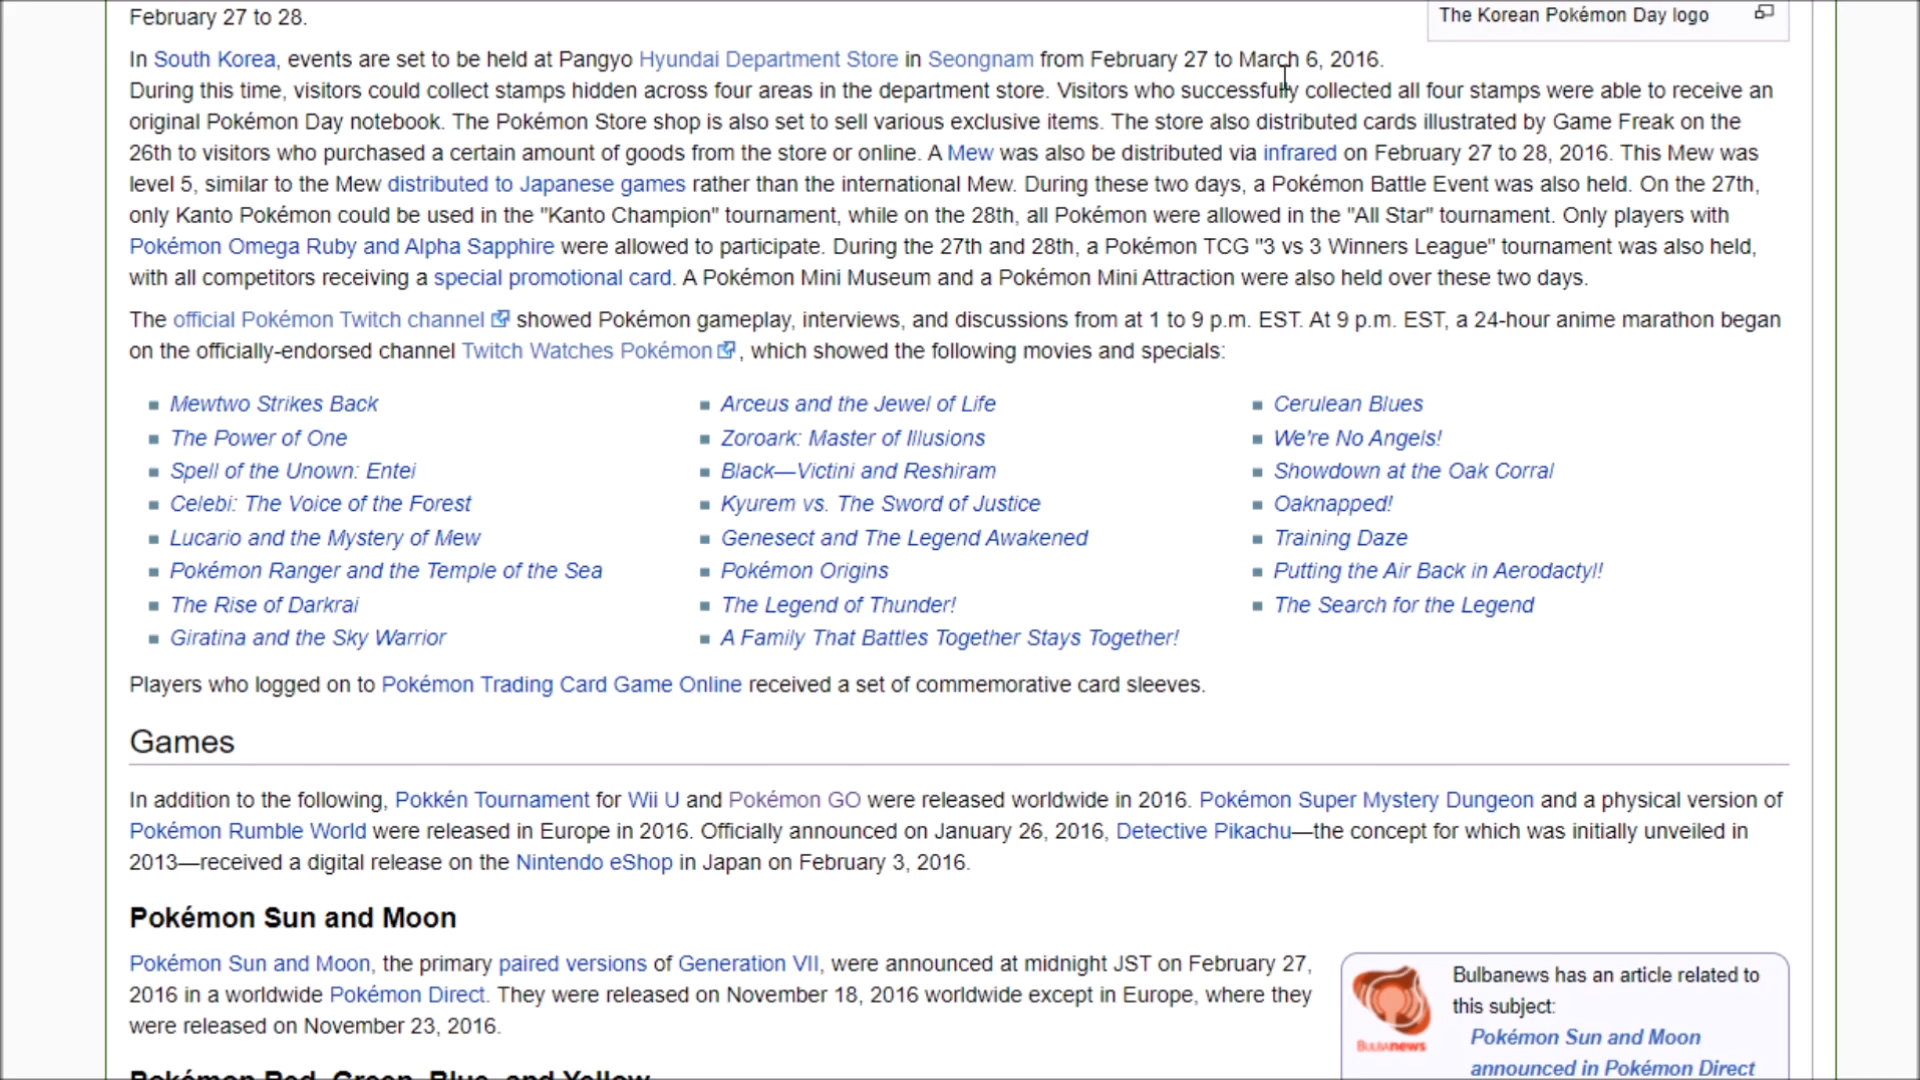 February 27 to 28.
The Korean Pokémon Day logo
In South Korea, events are set to be held at Pangyo Hyundai Department Store in Seongnam from February 27 to March 6, 2016.
During this time, visitors could collect stamps hidden across four areas in the department store. Visitors who successfully collected all four stamps were able to receive an
original Pokémon Day notebook. The Pokémon Store shop is also set to sell various exclusive items. The store also distributed cards illustrated by Game Freak on the
26th to visitors who purchased a certain amount of goods from the store or online. A Mew was also be distributed via infrared on February 27 to 28, 2016. This Mew was
level 5, similar to the Mew distributed to Japanese games rather than the international Mew. During these two days, a Pokémon Battle Event was also held. On the 27th,
only Kanto Pokémon could be used in the "Kanto Champion" tournament, while on the 28th, all Pokémon were allowed in the "All Star" tournament. Only players with
Pokémon Omega Ruby and Alpha Sapphire were allowed to participate. During the 27th and 28th, a Pokémon TCG "3 vs 3 Winners League" tournament was also held,
with all competitors receiving a special promotional card. A Pokémon Mini Museum and a Pokémon Mini Attraction were also held over these two days.
The official Pokémon Twitch channel showed Pokémon gameplay, interviews, and discussions from at 1 to 9 p.m. EST. At 9 p.m. EST, a 24-hour anime marathon began
on the officially-endorsed channel Twitch Watches Pokémon, which showed the following movies and specials:
Mewtwo Strikes Back
The Power of One
Spell of the Unown: Entei
Celebi: The Voice of the Forest
Lucario and the Mystery of Mew
Pokémon Ranger and the Temple of the Sea
The Rise of Darkrai
Giratina and the Sky Warrior
Arceus and the Jewel of Life
Zoroark: Master of Illusions
Black—Victini and Reshiram
Kyurem vs. The Sword of Justice
Genesect and The Legend Awakened
Pokémon Origins
The Legend of Thunder!
A Family That Battles Together Stays Together!
Cerulean Blues
We're No Angels!
Showdown at the Oak Corral
Oaknapped!
Training Daze
Putting the Air Back in Aerodactyl!
The Search for the Legend
Players who logged on to Pokémon Trading Card Game Online received a set of commemorative card sleeves.
Games
In addition to the following, Pokkén Tournament for Wii U and Pokémon GO were released worldwide in 2016. Pokémon Super Mystery Dungeon and a physical version of
Pokémon Rumble World were released in Europe in 2016. Officially announced on January 26, 2016, Detective Pikachu—the concept for which was initially unveiled in
2013—received a digital release on the Nintendo eShop in Japan on February 3, 2016.
Pokémon Sun and Moon
Pokémon Sun and Moon, the primary paired versions of Generation VII, were announced at midnight JST on February 27,
2016 in a worldwide Pokémon Direct. They were released on November 18, 2016 worldwide except in Europe, where they
were released on November 23, 2016.
Bulbanews has an article related to
this subject:
Pokémon Sun and Moon
announced in Pokémon Direct
BULBAnews
Pokémon Red, Green, Blue, and Yellow